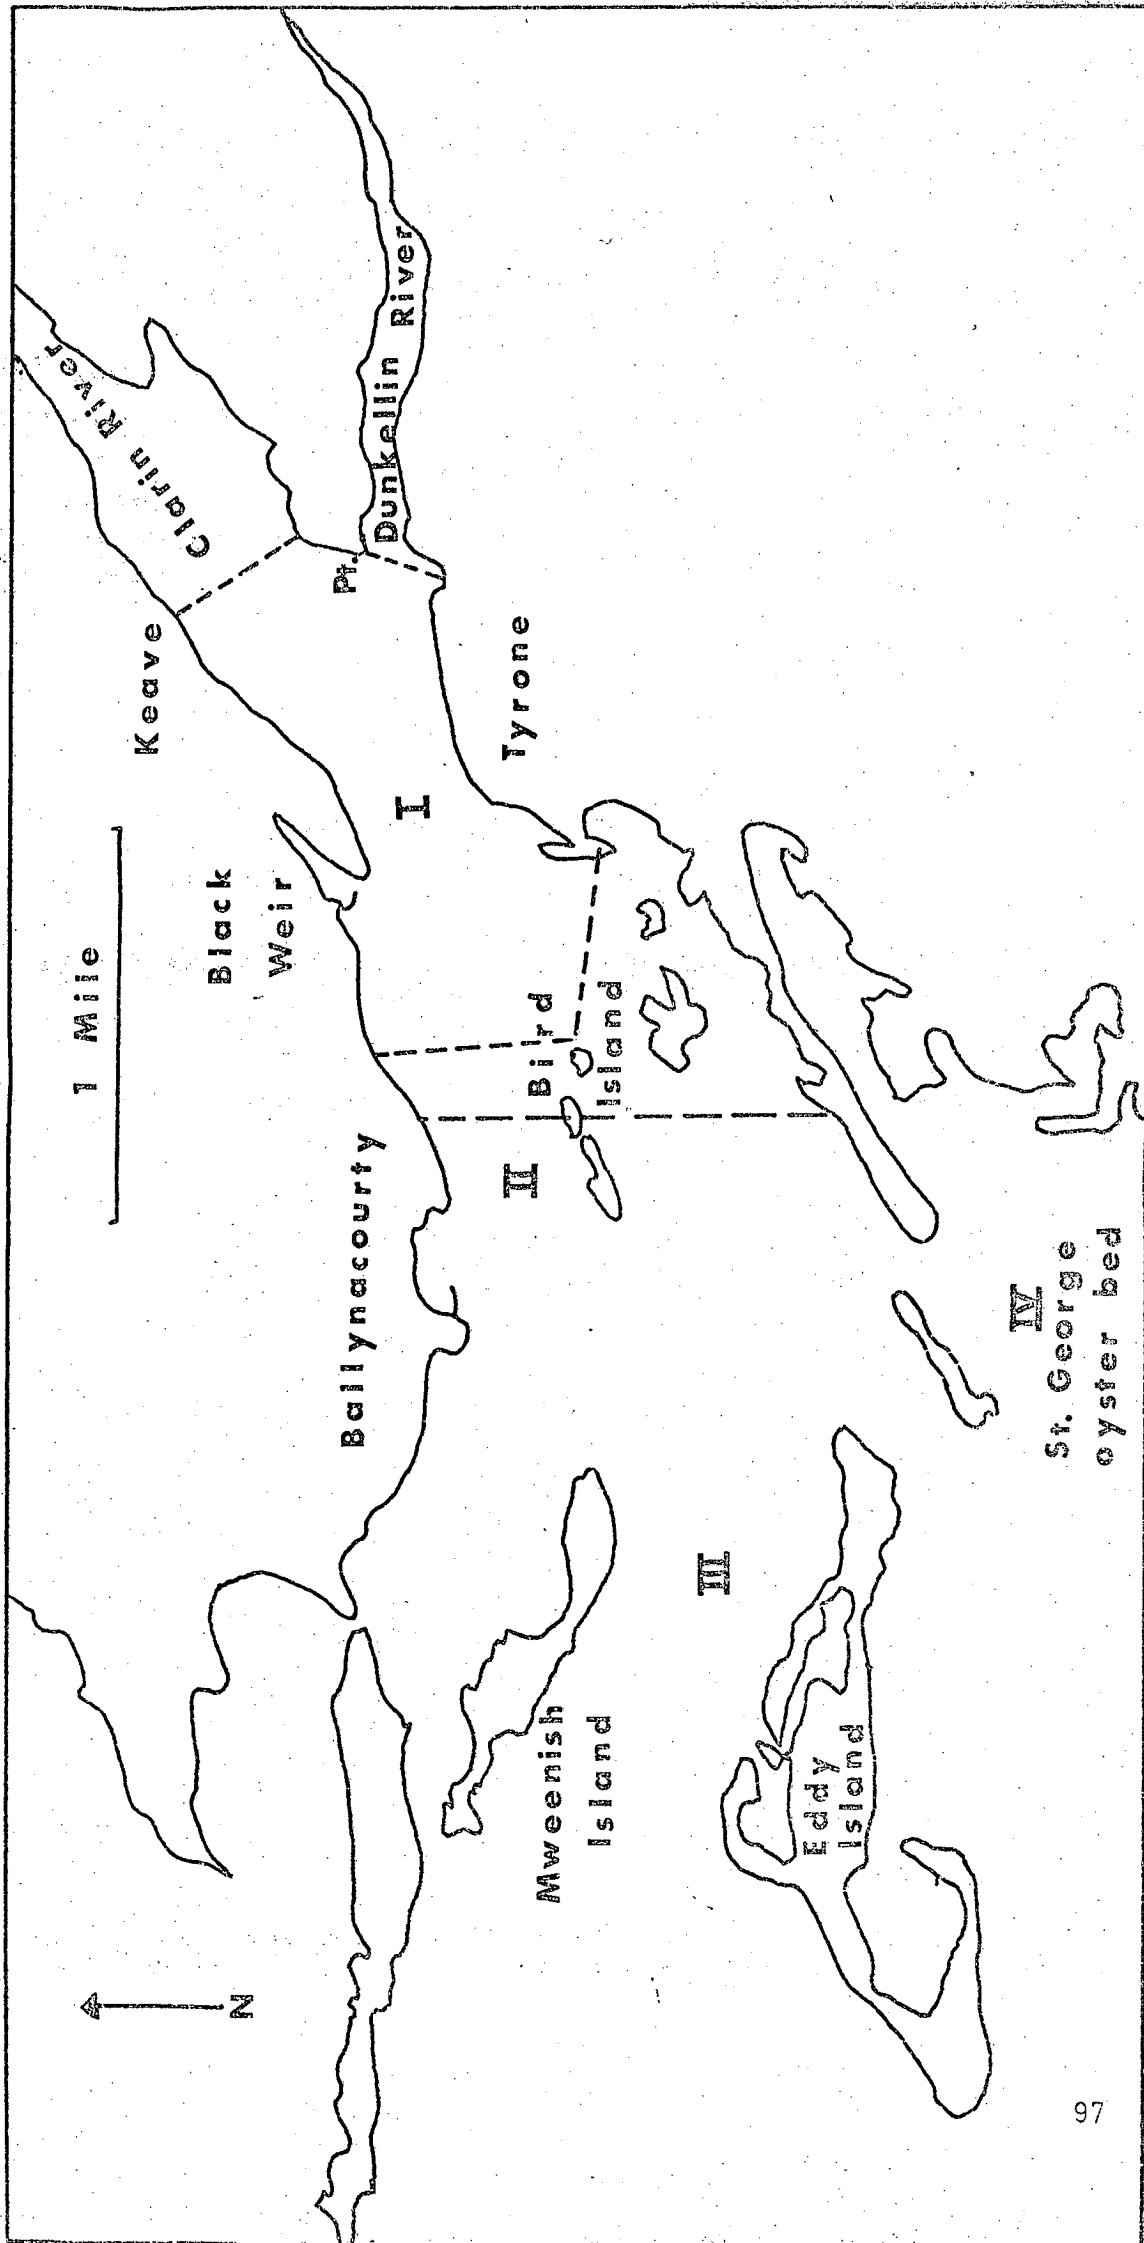 N
1 Mile
Clarin River
Keave
Pt.
Dunkellin River
Black
Weir
I
Tyrone
Ballynacourty
II
Bird
Island
Mweenish
Island
III
Eddy
Island
IV
St. George
oyster bed
97